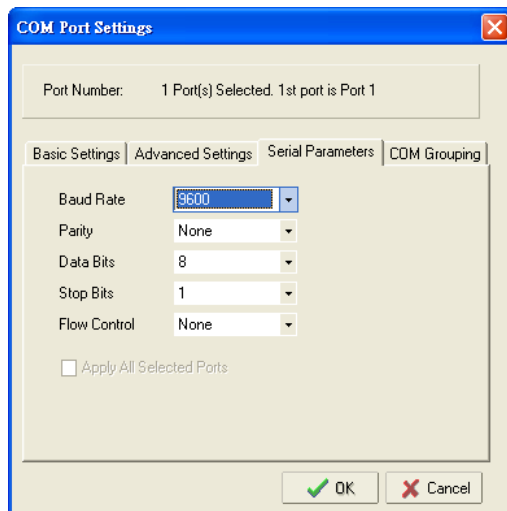 COM Port Settings
Port Number: 1 Port(s) Selected. 1st port is Port 1
Basic Settings Advanced Settings Serial Parameters COM Grouping
Baud Rate 9600
Parity None
Data Bits 8
Stop Bits 1
Flow Control None
Apply All Selected Ports
OK Cancel